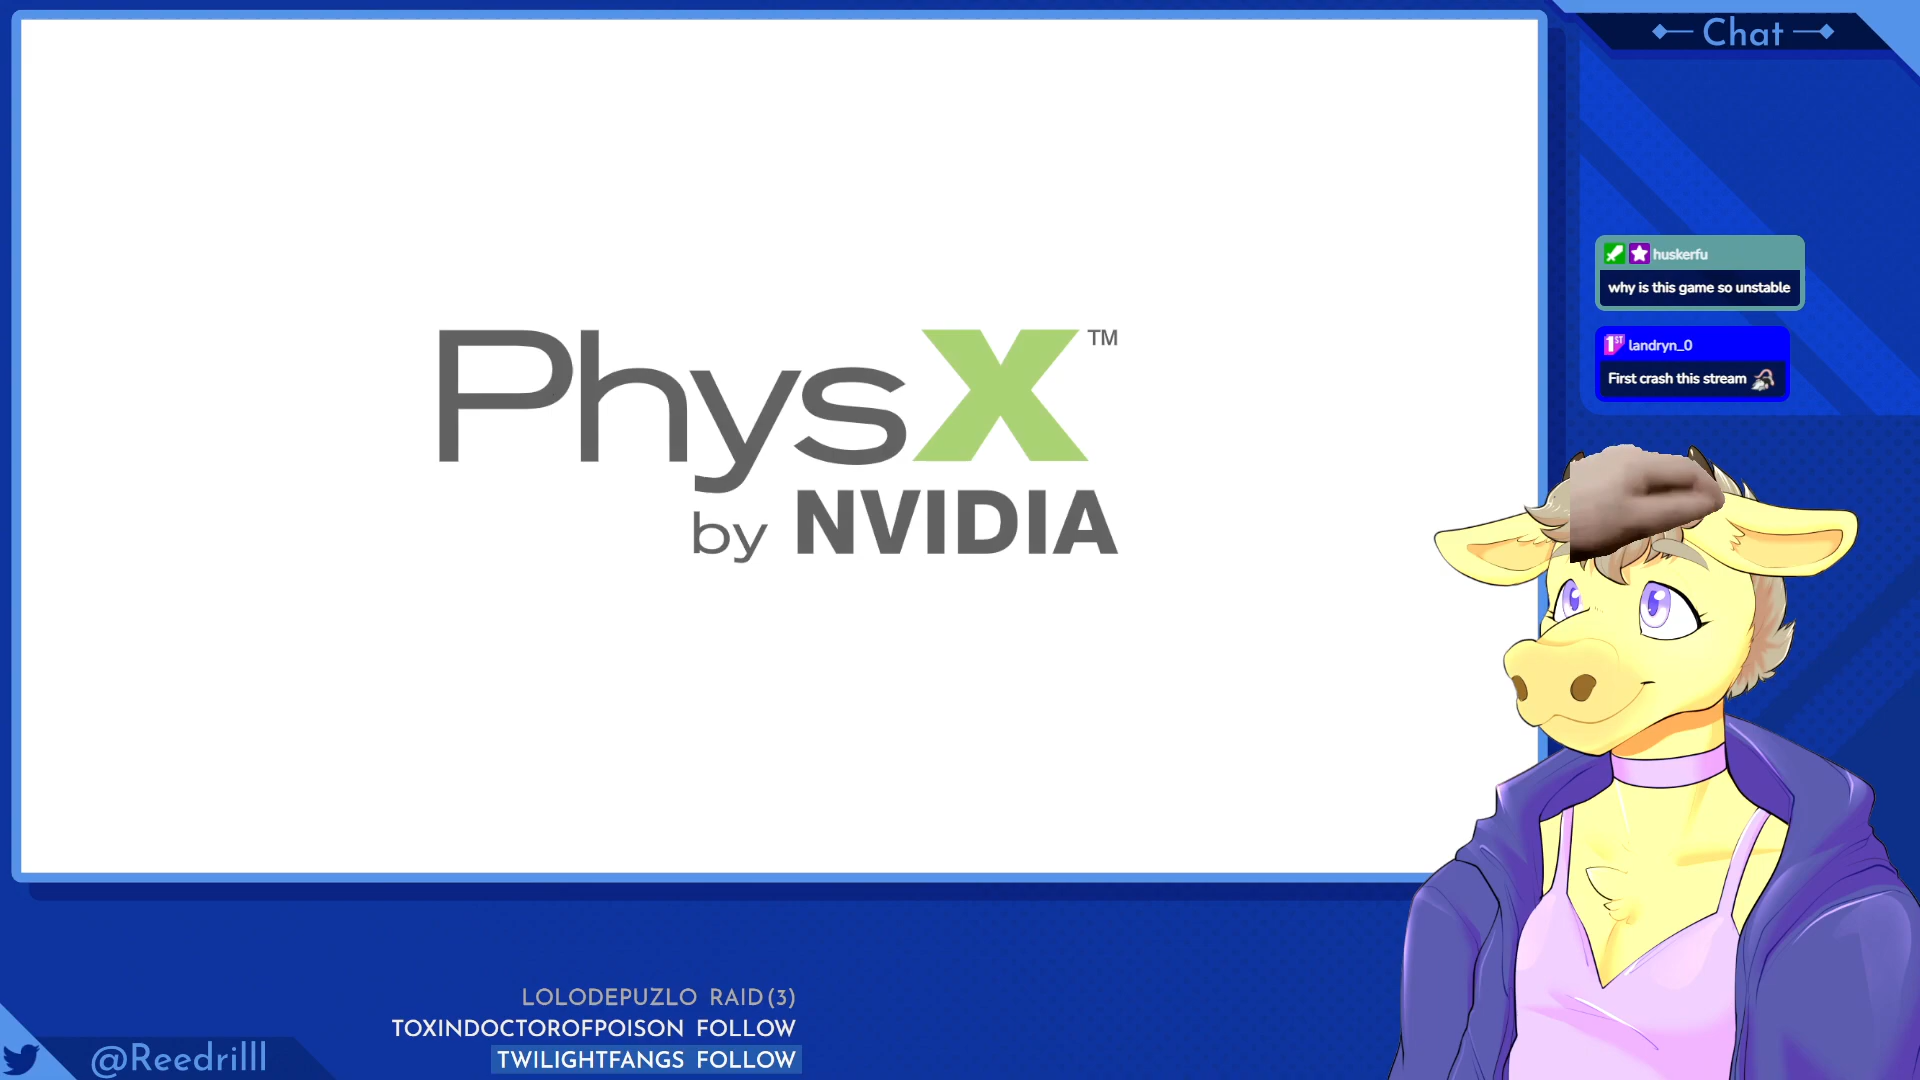 Chat
PhysX™
by NVIDIA
huskerfu
why is this game so unstable
1ST landryn_0
First crash this stream
LOLODEPUZLO RAID(3)
TOXINDOCTOROFPOISON FOLLOW
TWILIGHTFANGS FOLLOW
@Reedrilll